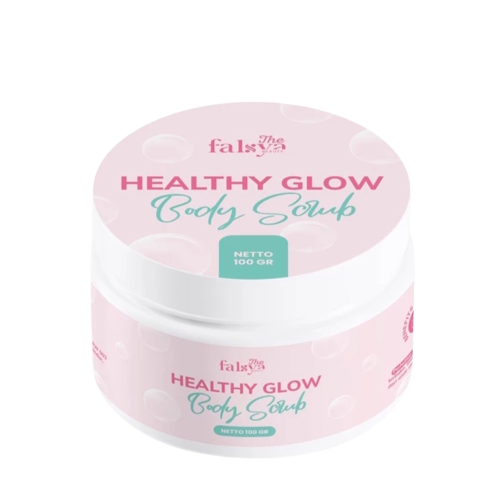 The
falsya
HEALTHY GLOW
Body Scrub
NETTO
100 GR
The
falsya
HEALTHY GLOW
Body Scrub
NETTO 100 GR